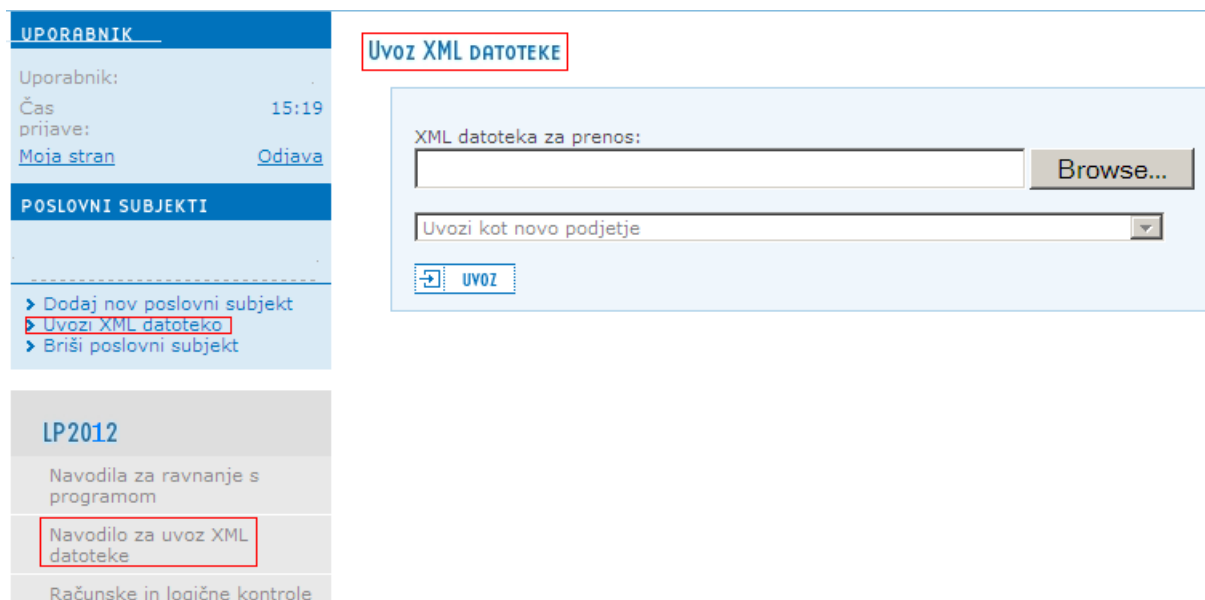 UPORABNIK
Uporabnik:
Čas prijave: 15:19
Moja stran Odjava
POSLOVNI SUBJEKTI
Dodaj nov poslovni subjekt
Uvozi XML datoteko
Briši poslovni subjekt
LP2012
Navodila za ravnanje s
programom
Navodilo za uvoz XML
datoteke
Računske in logične kontrole
UVOZ XML DATOTEKE
XML datoteka za prenos:
Browse...
Uvozi kot novo podjetje
UVOZ